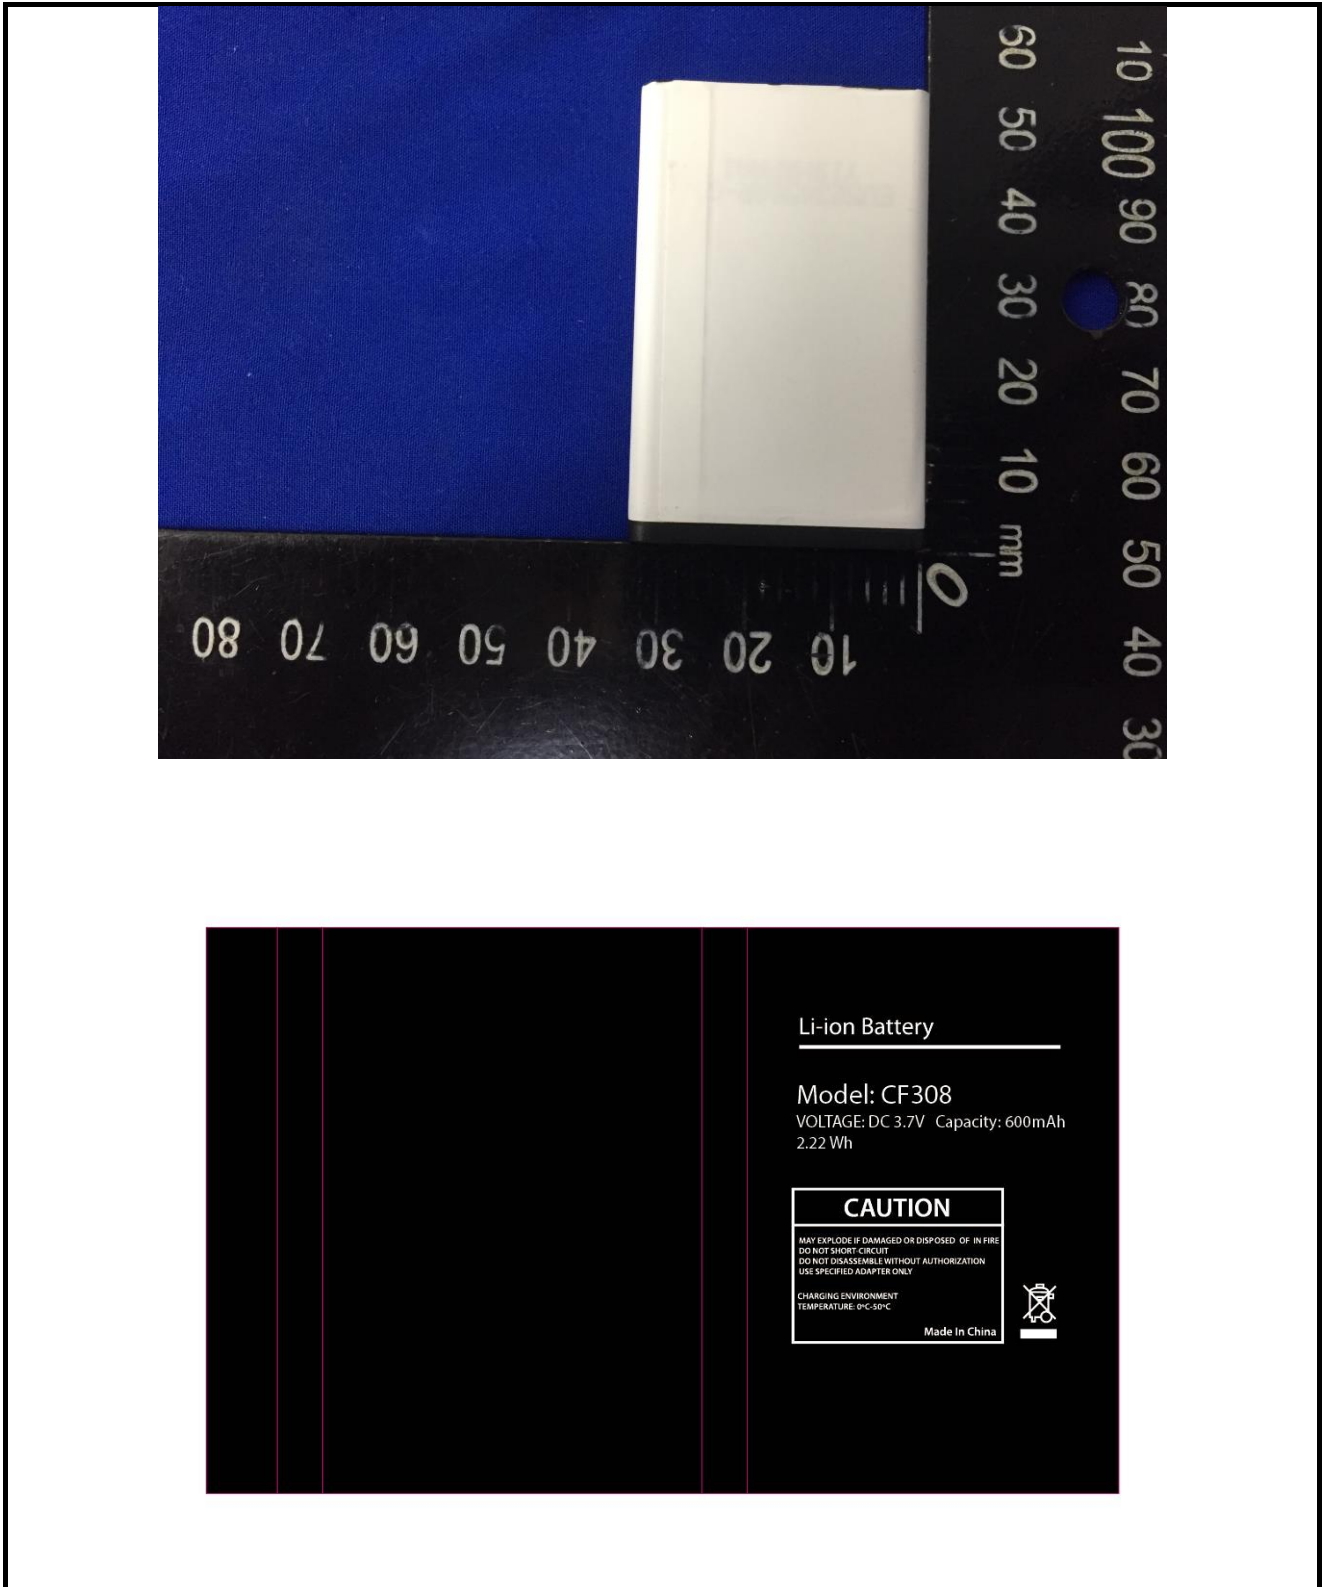 60
50
40
30
20
10
mm
10
100
90
80
70
60
50
40
30
0
80 70 60 50 40 30 20 10
Li-ion Battery
Model: CF308
VOLTAGE: DC 3.7V Capacity: 600mAh
2.22 Wh
CAUTION
MAY EXPLODE IF DAMAGED OR DISPOSED OF IN FIRE
DO NOT SHORT-CIRCUIT
DO NOT DISASSEMBLE WITHOUT AUTHORIZATION
USE SPECIFIED ADAPTER ONLY
CHARGING ENVIRONMENT
TEMPERATURE: 0ºC-50ºC
Made In China